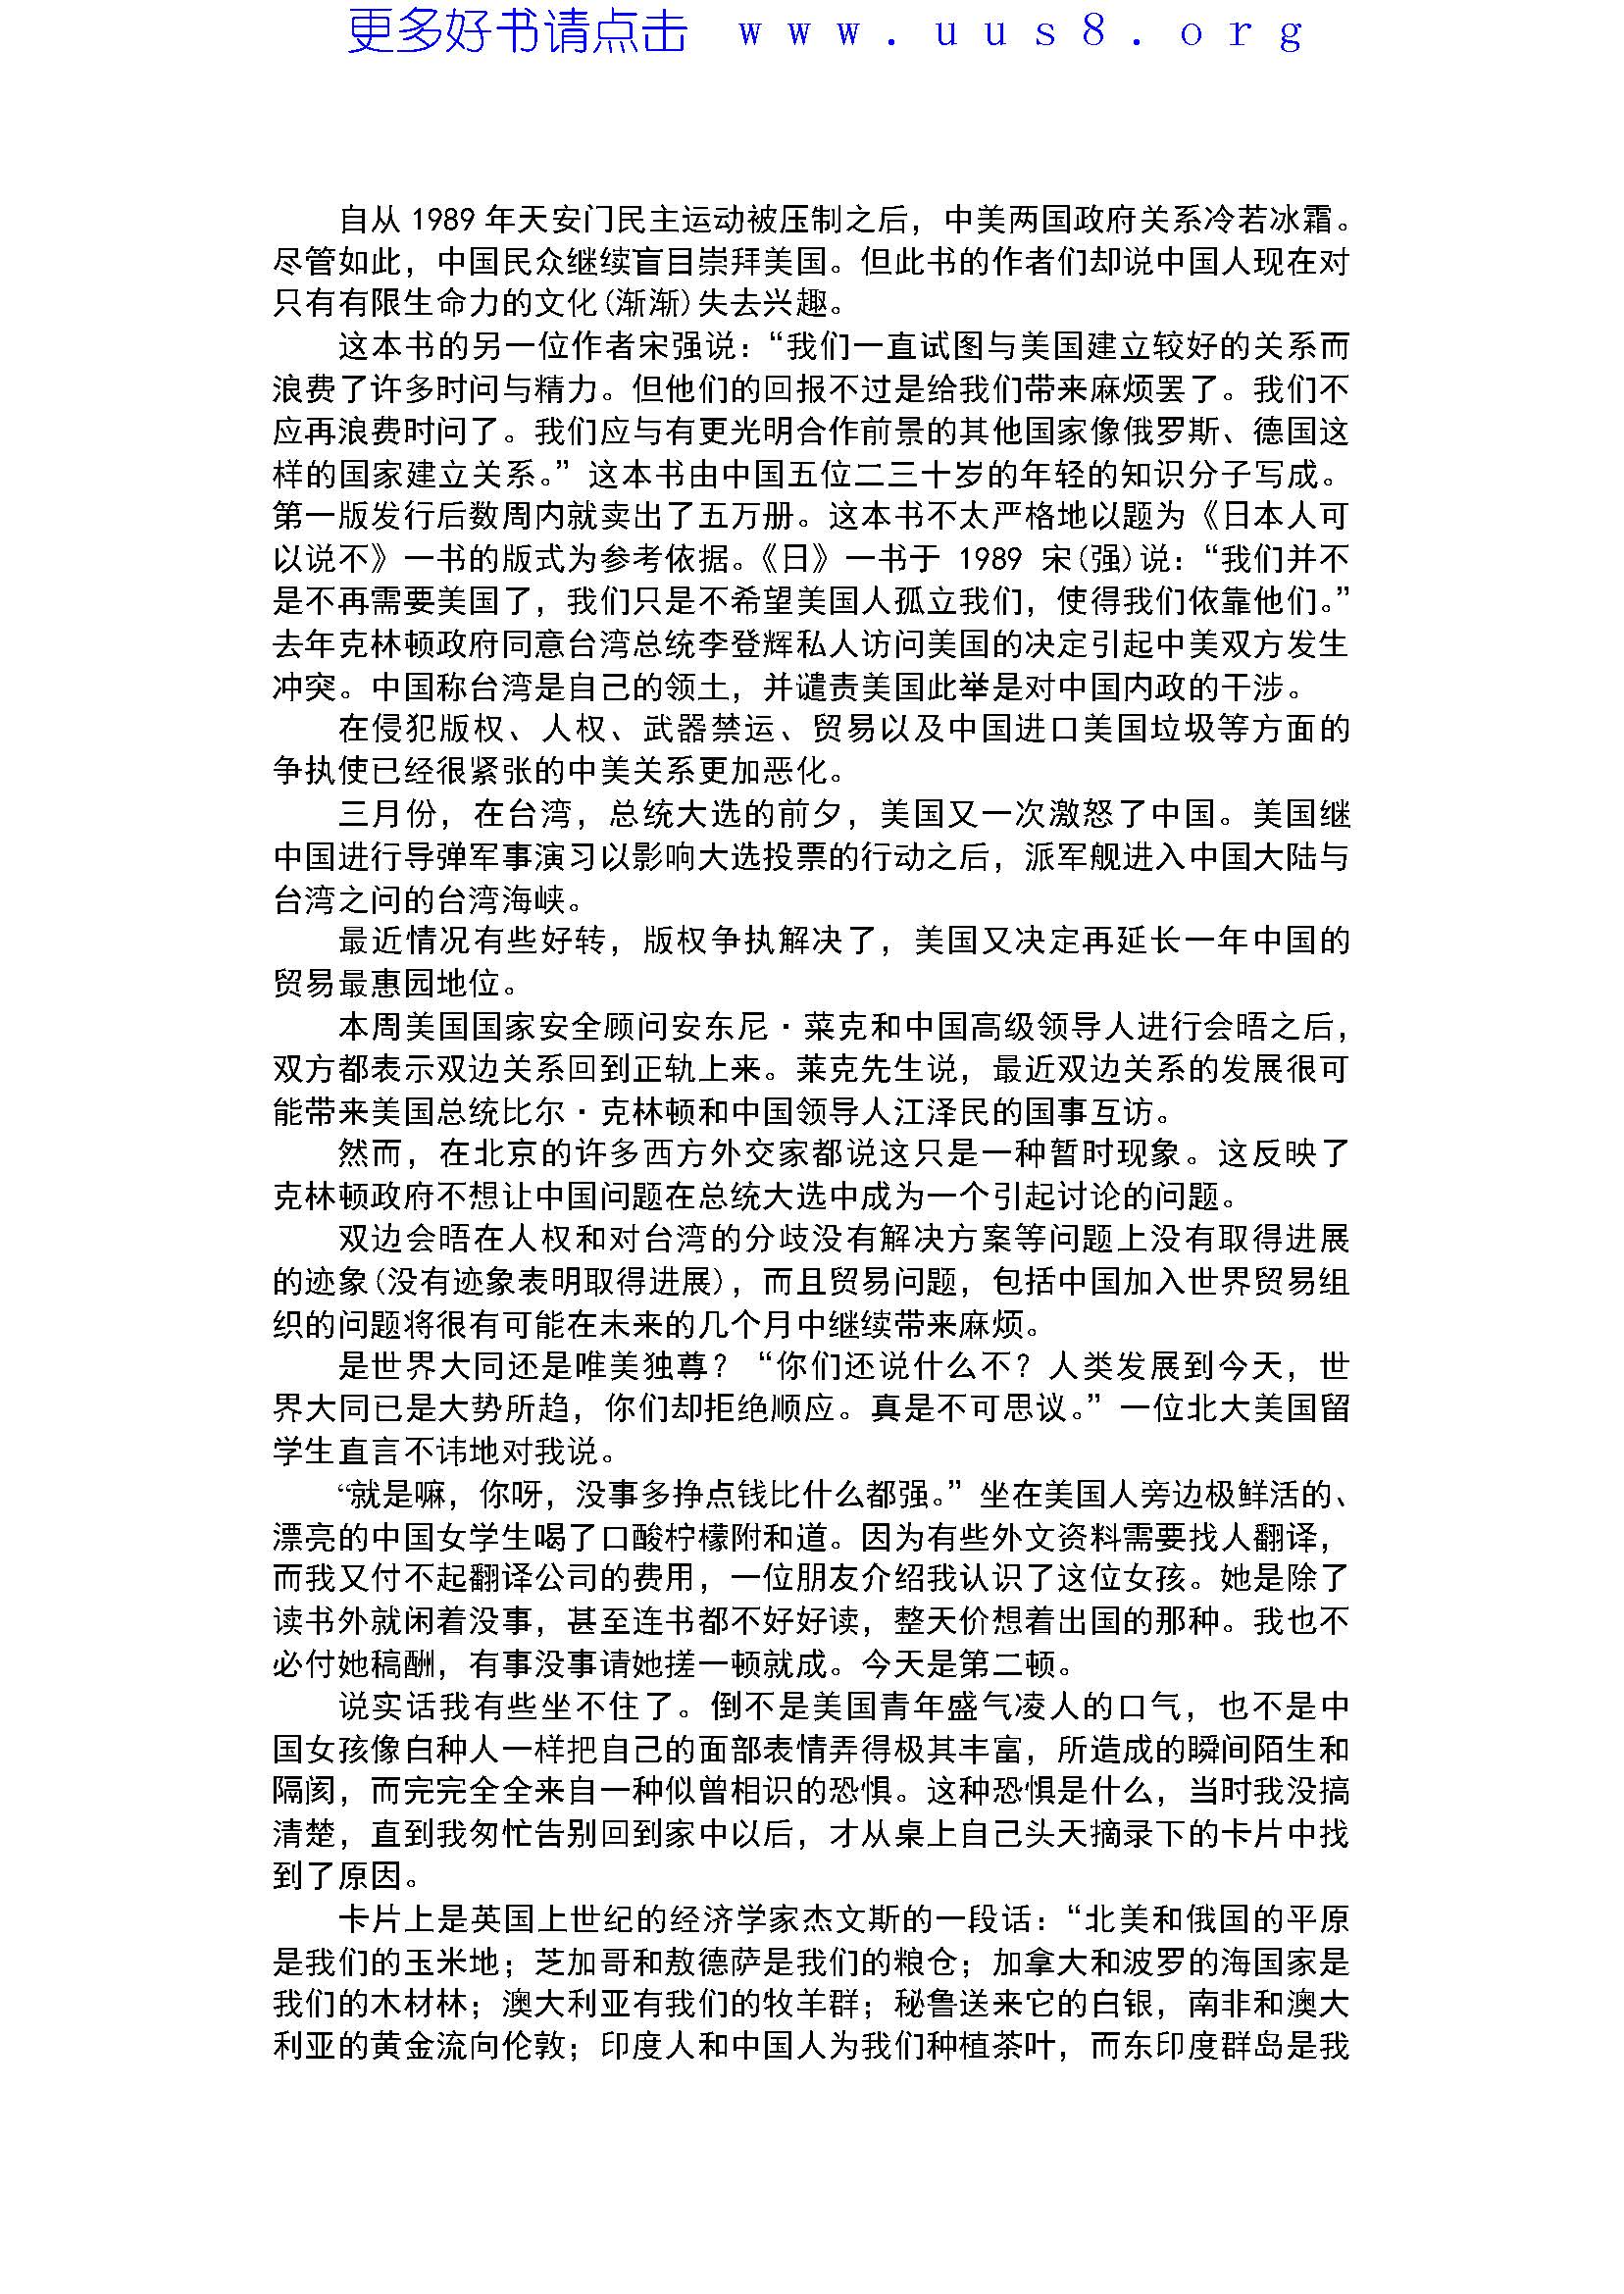 更多好书请点击 www.uus8.org
自从 1989 年天安门民主运动被压制之后，中美两国政府关系冷若冰霜。
尽管如此，中国民众继续盲目崇拜美国。但此书的作者们却说中国人现在对
只有有限生命力的文化(渐渐)失去兴趣。
这本书的另一位作者宋强说：“我们一直试图与美国建立较好的关系而
浪费了许多时问与精力。但他们的回报不过是给我们带来麻烦罢了。我们不
应再浪费时问了。我们应与有更光明合作前景的其他国家像俄罗斯、德国这
样的国家建立关系。” 这本书由中国五位二三十岁的年轻的知识分子写成。
第一版发行后数周内就卖出了五万册。这本书不太严格地以题为《日本人可
以说不》一书的版式为参考依据。《日》一书于 1989 宋(强)说：“我们并不
是不再需要美国了，我们只是不希望美国人孤立我们，使得我们依靠他们。”
去年克林顿政府同意台湾总统李登辉私人访问美国的决定引起中美双方发生
冲突。中国称台湾是自己的领土，并谴责美国此举是对中国内政的干涉。
在侵犯版权、人权、武器禁运、贸易以及中国进口美国垃圾等方面的
争执使已经很紧张的中美关系更加恶化。
三月份，在台湾，总统大选的前夕，美国又一次激怒了中国。美国继
中国进行导弹军事演习以影响大选投票的行动之后，派军舰进入中国大陆与
台湾之问的台湾海峡。
最近情况有些好转，版权争执解决了，美国又决定再延长一年中国的
贸易最惠园地位。
本周美国国家安全顾问安东尼·莱克和中国高级领导人进行会晤之后，
双方都表示双边关系回到正轨上来。莱克先生说，最近双边关系的发展很可
能带来美国总统比尔·克林顿和中国领导人江泽民的国事互访。
然而，在北京的许多西方外交家都说这只是一种暂时现象。这反映了
克林顿政府不想让中国问题在总统大选中成为一个引起讨论的问题。
双边会晤在人权和对台湾的分歧没有解决方案等问题上没有取得进展
的迹象(没有迹象表明取得进展)，而且贸易问题，包括中国加入世界贸易组
织的问题将很有可能在未来的几个月中继续带来麻烦。
是世界大同还是唯美独尊？“你们还说什么不？人类发展到今天，世
界大同已是大势所趋，你们却拒绝顺应。真是不可思议。” 一位北大美国留
学生直言不讳地对我说。
“就是嘛，你呀，没事多挣点钱比什么都强。” 坐在美国人旁边极鲜活的、
漂亮的中国女学生喝了口酸柠檬附和道。因为有些外文资料需要找人翻译，
而我又付不起翻译公司的费用，一位朋友介绍我认识了这位女孩。她是除了
读书外就闲着没事，甚至连书都不好好读，整天价想着出国的那种。我也不
必付她稿酬，有事没事请她搓一顿就成。今天是第二顿。
说实话我有些坐不住了。倒不是美国青年盛气凌人的口气，也不是中
国女孩像白种人一样把自己的面部表情弄得极其丰富，所造成的瞬间陌生和
隔阂，而完完全全来自一种似曾相识的恐惧。这种恐惧是什么，当时我没搞
清楚，直到我匆忙告别回到家中以后，才从桌上自己头天摘录下的卡片中找
到了原因。
卡片上是英国上世纪的经济学家杰文斯的一段话：“北美和俄国的平原
是我们的玉米地；芝加哥和敖德萨是我们的粮仓；加拿大和波罗的海国家是
我们的木材林；澳大利亚有我们的牧羊群；秘鲁送来它的白银，南非和澳大
利亚的黄金流向伦敦；印度人和中国人为我们种植茶叶，而东印度群岛是我